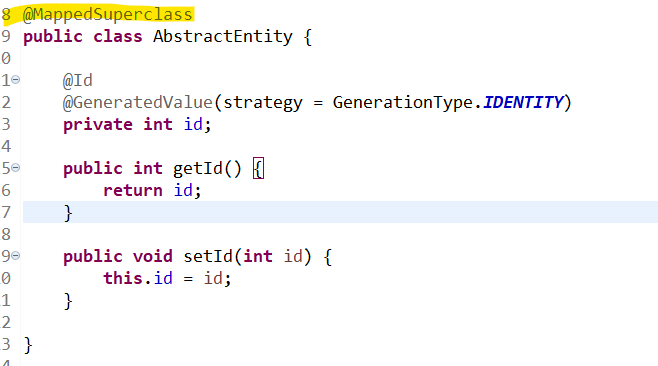 8 @MappedSuperclass
9 public class AbstractEntity {
0
1 @Id
2 @GeneratedValue(strategy = GenerationType.IDENTITY)
3 private int id;
4
5 public int getId() {
6 return id;
7 }
8
9 public void setId(int id) {
0 this.id = id;
1 }
2
3 }
4